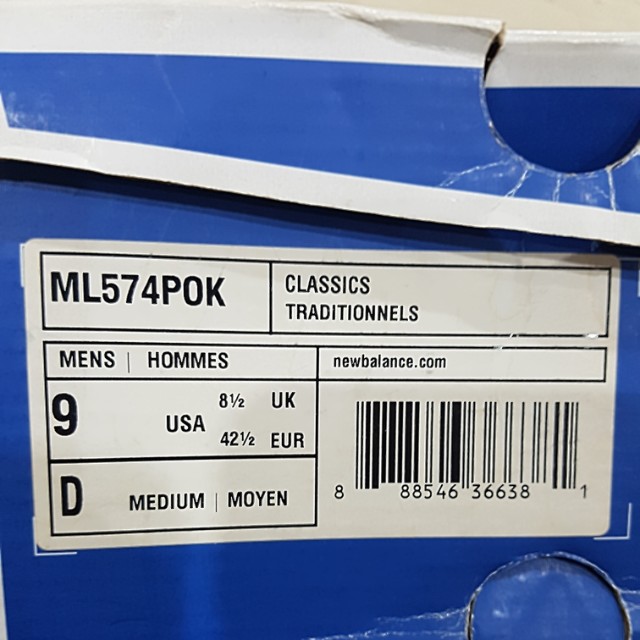 ML574POK
CLASSICS
TRADITIONNELS
MENS | HOMMES
newbalance.com
9 USA 8½ UK
42½ EUR
D MEDIUM | MOYEN
8 88546 36638 1